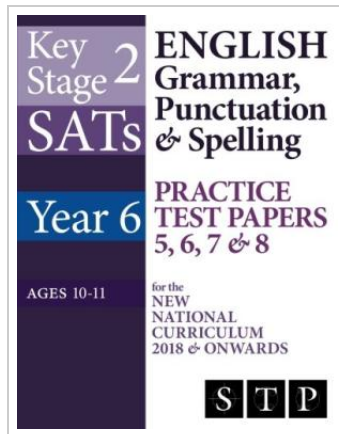 Key
Stage 2
SATs
Year 6
AGES 10-11
ENGLISH
Grammar,
Punctuation
& Spelling
PRACTICE
TEST PAPERS
5, 6, 7 & 8
for the
NEW
NATIONAL
CURRICULUM
2018 & ONWARDS
S T P